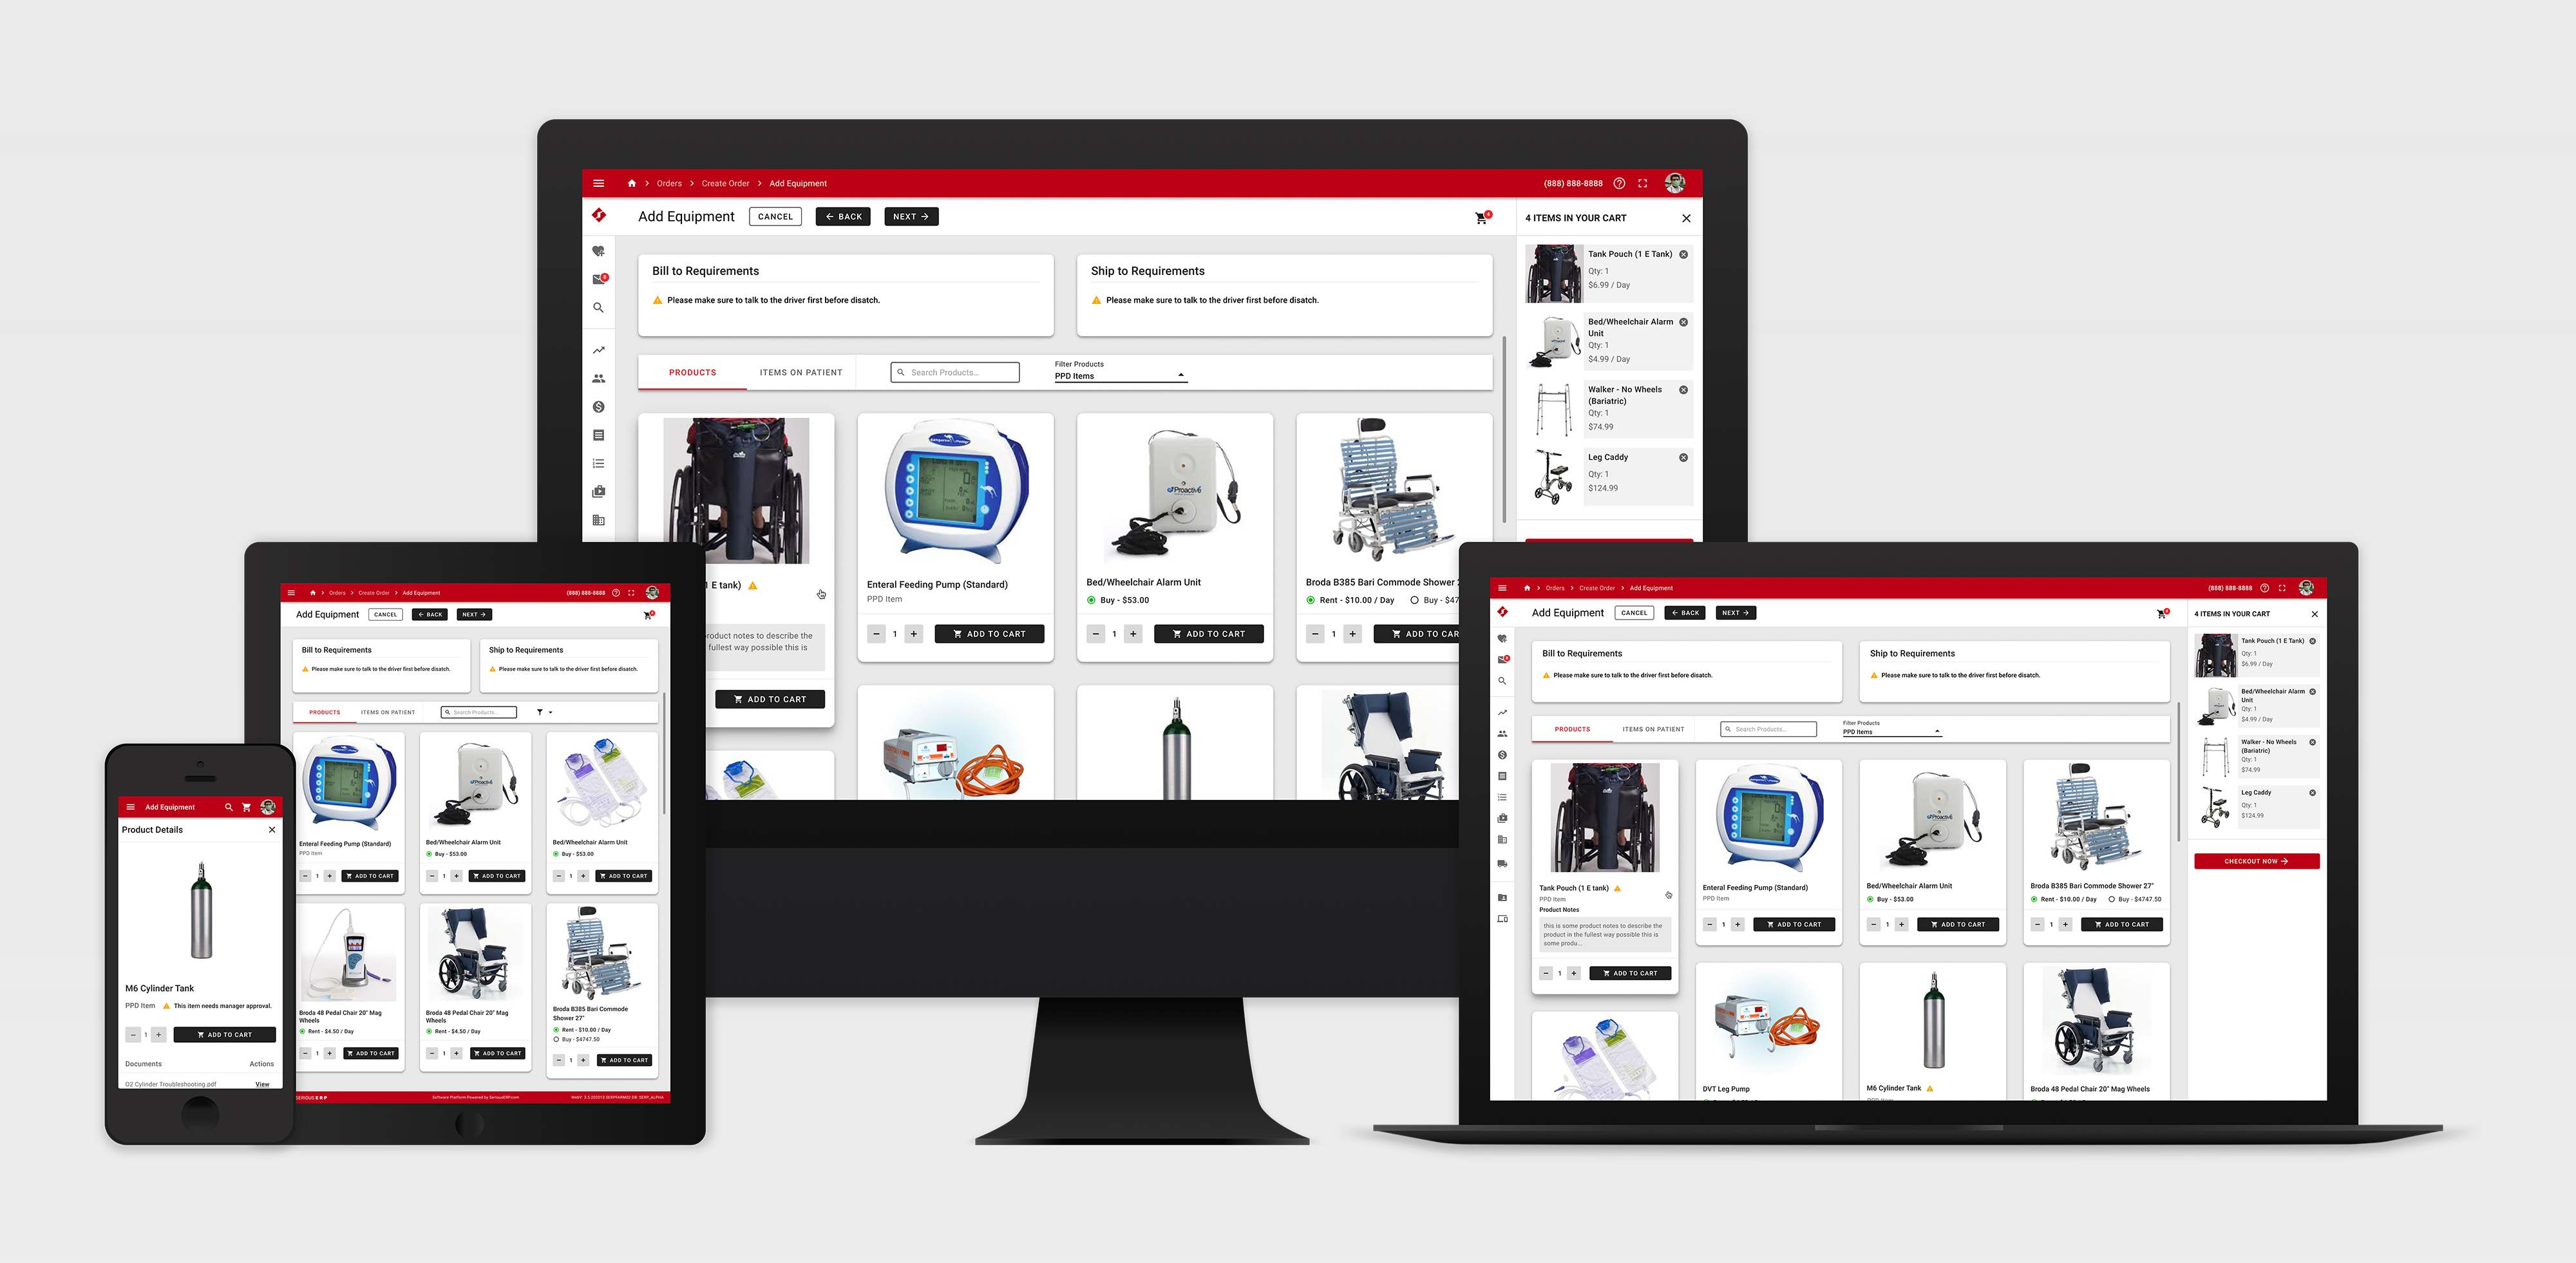 Orders
Create Order
Add Equipment
(888) 888-8888
Add Equipment
CANCEL
BACK
NEXT
4
4 ITEMS IN YOUR CART
8
Bill to Requirements
Please make sure to talk to the driver first before disatch.
Ship to Requirements
Please make sure to talk to the driver first before disatch.
PRODUCTS
ITEMS ON PATIENT
Search Products...
Filter Products
PPD Items
Tank Pouch (1 E Tank)
Qty: 1
$6.99 / Day
Bed/Wheelchair Alarm
Unit
Qty: 1
$4.99 / Day
Walker - No Wheels
(Bariatric)
Qty: 1
$74.99
Leg Caddy
Qty: 1
$124.99
E tank)
roduct notes to describe the
fullest way possible this is
ADD TO CART
Kangaroo Pump
Enteral Feeding Pump (Standard)
PPD Item
1
ADD TO CART
Proactive
Bed/Wheelchair Alarm Unit
Buy - $53.00
1
ADD TO CART
Broda B385 Bari Commode Shower
Rent - $10.00 / Day
Buy - $47
1
ADD TO CAR
Orders
Create Order
Add Equipment
(888) 888-8888
Add Equipment
CANCEL
BACK
NEXT
Bill to Requirements
Please make sure to talk to the driver first before disatch.
Ship to Requirements
Please make sure to talk to the driver first before disatch.
PRODUCTS
ITEMS ON PATIENT
Search Products...
Enteral Feeding Pump (Standard)
PPD Item
1
ADD TO CART
Proactive
Bed/Wheelchair Alarm Unit
Buy - $53.00
1
ADD TO CART
Bed/Wheelchair Alarm Unit
Buy - $53.00
1
ADD TO CART
Broda 48 Pedal Chair 20" Mag
Wheels
Rent - $4.50 / Day
1
ADD TO CART
Broda 48 Pedal Chair 20" Mag
Wheels
Rent - $4.50 / Day
1
ADD TO CART
Broda B385 Bari Commode
Shower 27"
Rent - $10.00 / Day
Buy - $4747.50
1
ADD TO CART
SERIOUS ERP
Software Platform Powered by SeriousERP.com
Add Equipment
Product Details
M6 Cylinder Tank
PPD Item
This item needs manager approval.
1
ADD TO CART
Documents
Actions
O2 Cylinder Troubleshooting.pdf
View
Orders
Create Order
Add Equipment
(888) 888-8888
Add Equipment
CANCEL
BACK
NEXT
4 ITEMS IN YOUR CART
Bill to Requirements
Please make sure to talk to the driver first before disatch.
Ship to Requirements
Please make sure to talk to the driver first before disatch.
PRODUCTS
ITEMS ON PATIENT
Search Products...
Filter Products
PPD Items
Tank Pouch (1 E Tank)
Qty: 1
$6.99 / Day
Bed/Wheelchair Alarm
Unit
Qty: 1
$4.99 / Day
Walker - No Wheels
(Bariatric)
Qty: 1
$74.99
Leg Caddy
Qty: 1
$124.99
CHECKOUT NOW
Tank Pouch (1 E tank)
PPD Item
Product Notes
this is some product notes to describe the
product in the fullest way possible this is
some produ...
1
ADD TO CART
Enteral Feeding Pump (Standard)
PPD Item
1
ADD TO CART
Proactive
Bed/Wheelchair Alarm Unit
Buy - $53.00
1
ADD TO CART
Broda B385 Bari Commode Shower 27"
Rent - $10.00 / Day
Buy - $4747.50
1
ADD TO CART
DVT Leg Pump
M6 Cylinder Tank
Broda 48 Pedal Chair 20" Mag Wheels